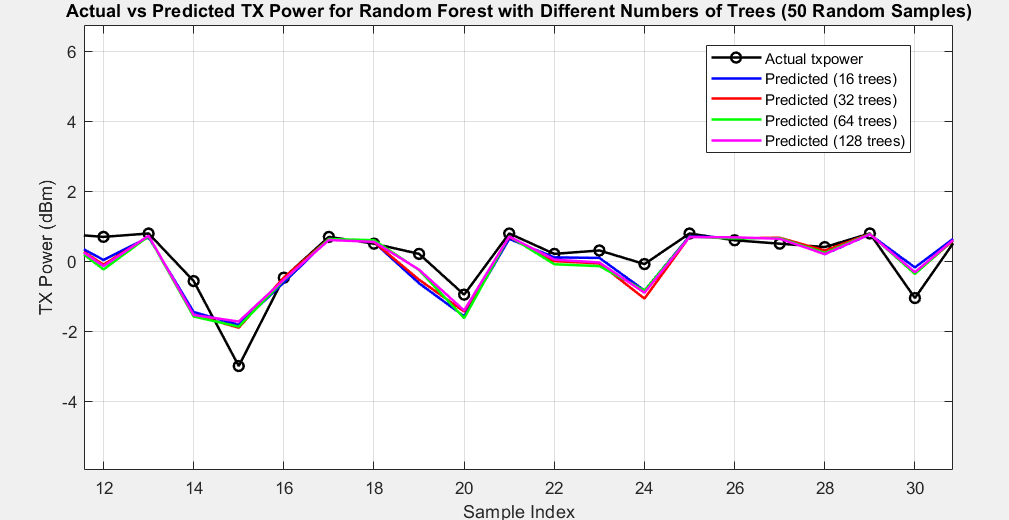 Actual vs Predicted TX Power for Random Forest with Different Numbers of Trees (50 Random Samples)
Actual txpower
Predicted (16 trees)
Predicted (32 trees)
Predicted (64 trees)
Predicted (128 trees)
TX Power (dBm)
6
4
2
0
-2
-4
12 14 16 18 20 22 24 26 28 30
Sample Index